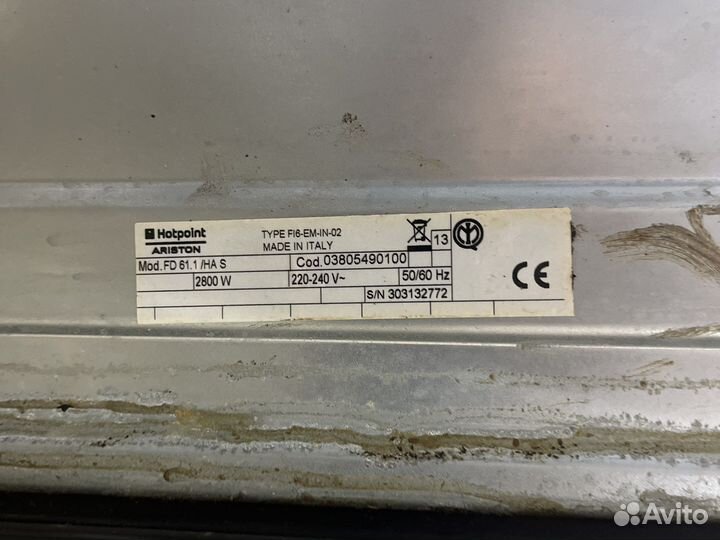 Hotpoint
ARISTON
TYPE FI6-EM-IN-02
MADE IN ITALY
13
Mod. FD 61.1 /HA S
Cod. 03805490100
2800 W
220-240 V~
50/60 Hz
S/N 303132772
CE
Avito